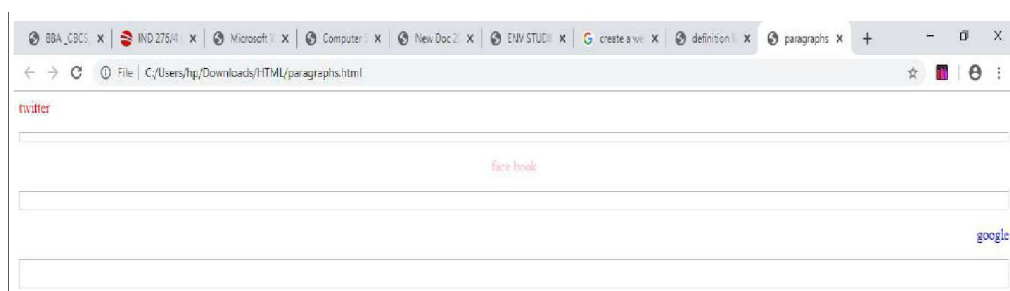 BBA_CBCS IND 275/4 Microsoft Computer S New Doc 2 ENV STUDI create a we definition l paragraphs
File C:/Users/hp/Downloads/HTML/paragraphs.html
twitter
face book
google